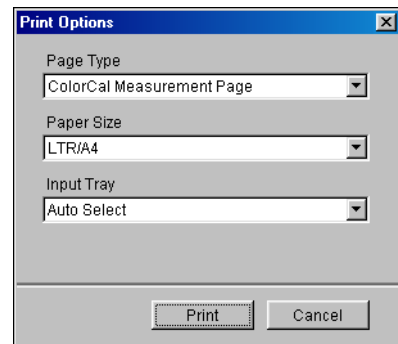 Print Options
Page Type
ColorCal Measurement Page
Paper Size
LTR/A4
Input Tray
Auto Select
Print Cancel